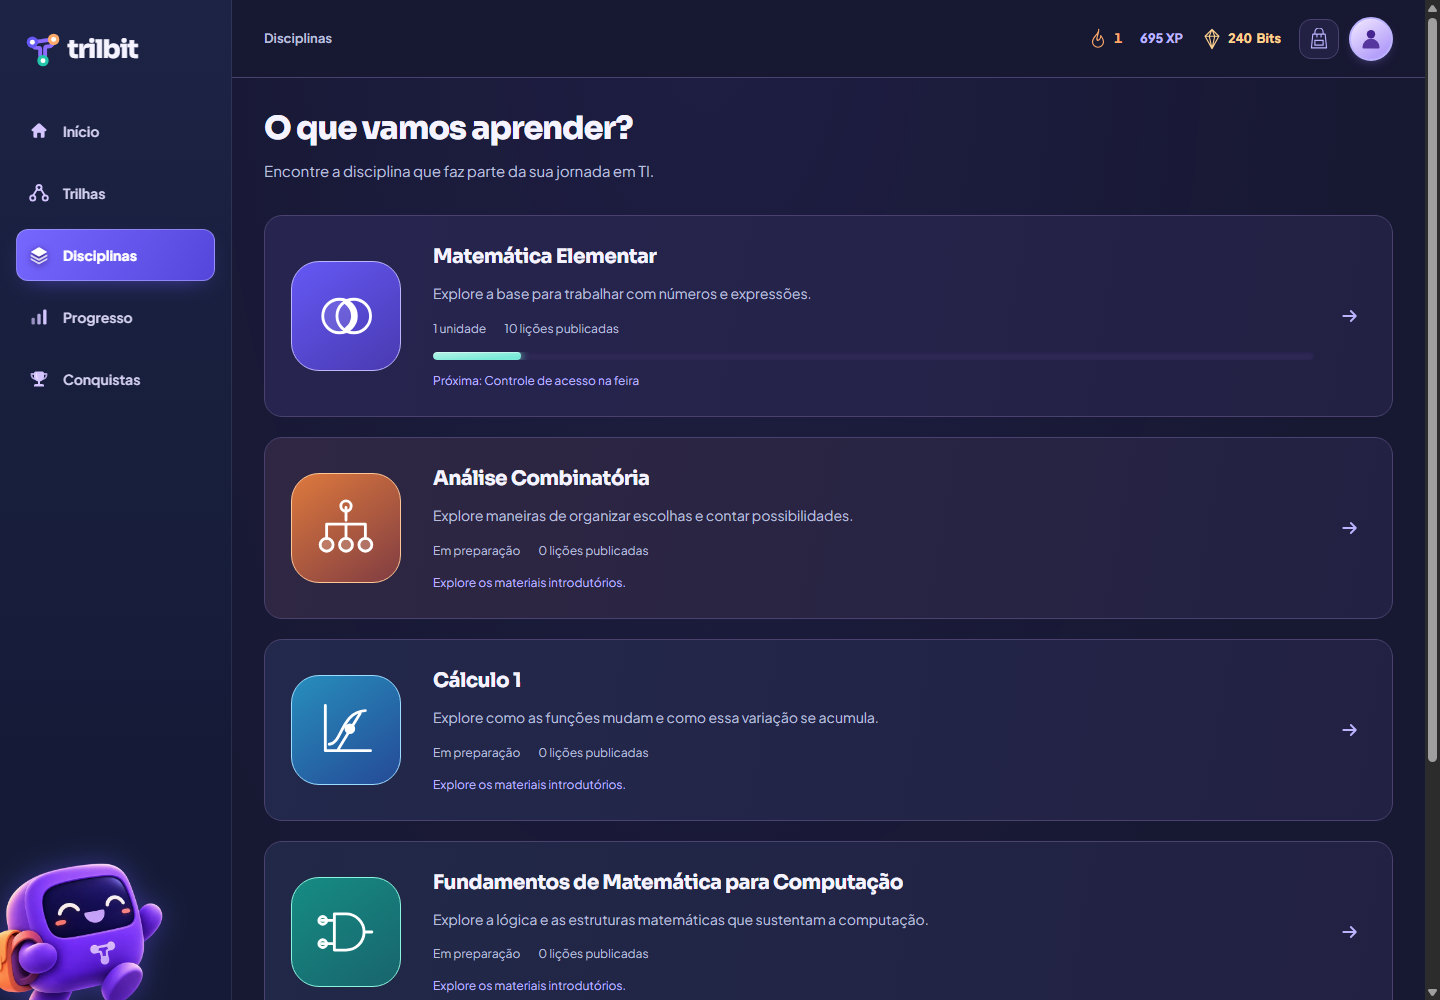 trilbit
Disciplinas
1
695 XP
240 Bits
Início
Trilhas
Disciplinas
Progresso
Conquistas
O que vamos aprender?
Encontre a disciplina que faz parte da sua jornada em TI.
Matemática Elementar
Explore a base para trabalhar com números e expressões.
1 unidade 10 lições publicadas
Próxima: Controle de acesso na feira
Análise Combinatória
Explore maneiras de organizar escolhas e contar possibilidades.
Em preparação 0 lições publicadas
Explore os materiais introdutórios.
Cálculo 1
Explore como as funções mudam e como essa variação se acumula.
Em preparação 0 lições publicadas
Explore os materiais introdutórios.
Fundamentos de Matemática para Computação
Explore a lógica e as estruturas matemáticas que sustentam a computação.
Em preparação 0 lições publicadas
Explore os materiais introdutórios.